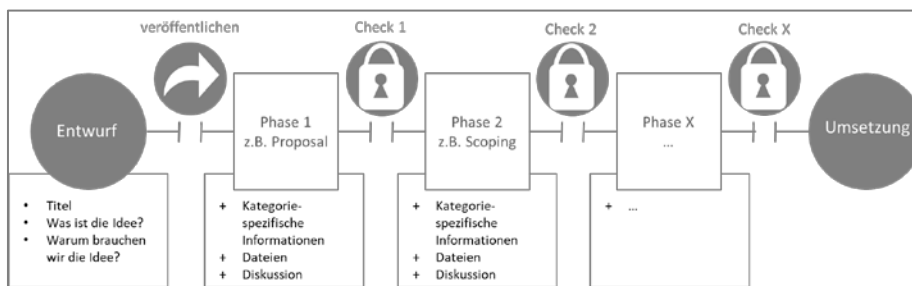 veröffentlichen
Check 1
Check 2
Check X
Entwurf
Phase 1
z.B. Proposal
Phase 2
z.B. Scoping
Phase X
...
Umsetzung
• Titel
• Was ist die Idee?
• Warum brauchen
wir die Idee?
+ Kategorie-
spezifische
Informationen
+ Dateien
+ Diskussion
+ Kategorie-
spezifische
Informationen
+ Dateien
+ Diskussion
+ ...